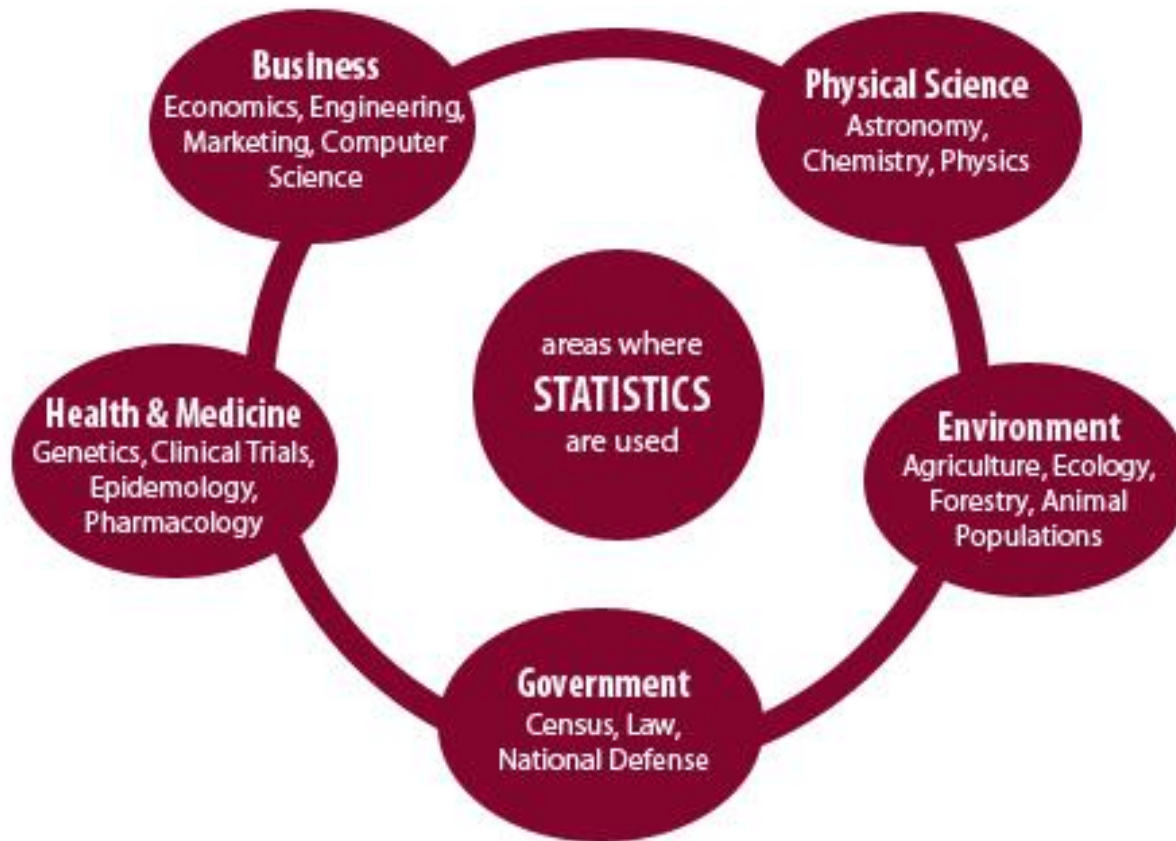 Business
Economics, Engineering,
Marketing, Computer
Science
Physical Science
Astronomy,
Chemistry, Physics
areas where
STATISTICS
are used
Health & Medicine
Genetics, Clinical Trials,
Epidemology,
Pharmacology
Environment
Agriculture, Ecology,
Forestry, Animal
Populations
Government
Census, Law,
National Defense